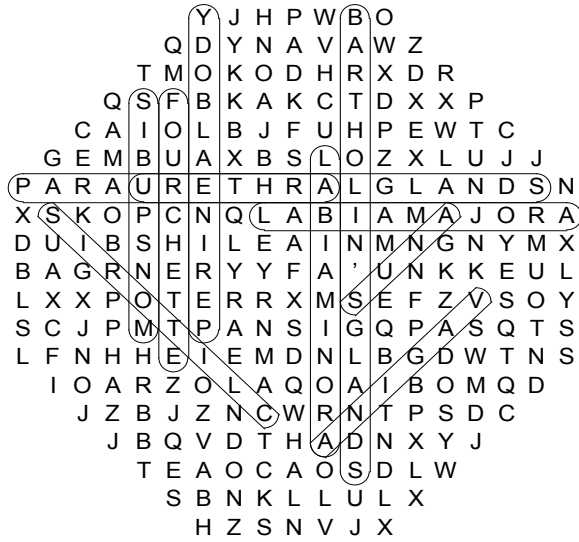 Y J H P W B O
Q D Y N A V A W Z
T M O K O D H R X D R
Q S F B K A K C T D X X P
C A I O L B J F U H P E W T C
G E M B U A X B S L O Z X L U J J
P A R A U R E T H R A L G L A N D S N
X S K O P C N Q L A B I A M A J O R A
D U I B S H I L E A I N M N G N Y M X
B A G R N E R Y Y F A ' U N K K E U L
L X X P O T E R R X M S E F Z V S O Y
S C J P M T P A N S I G Q P A S Q T S
L F N H H E I E M D N L B G D W T N S
I O A R Z O L A Q O A I B O M Q D
J Z B J Z N C W R N T P S D C
J B Q V D T H A D N X Y J
T E A O C A O S D L W
S B N K L L U L X
H Z S N V J X